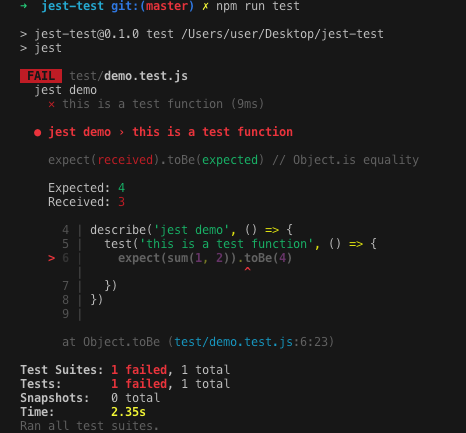 ➜  jest-test git:(master) ✗ npm run test
> jest-test@0.1.0 test /Users/user/Desktop/jest-test
> jest
FAIL test/demo.test.js
jest demo
✕ this is a test function (9ms)
● jest demo › this is a test function
expect(received).toBe(expected) // Object.is equality
Expected: 4
Received: 3
4 | describe('jest demo', () => {
5 |   test('this is a test function', () => {
> 6 |     expect(sum(1, 2)).toBe(4)
|                       ^
7 |   })
8 | })
9 |
at Object.toBe (test/demo.test.js:6:23)
Test Suites: 1 failed, 1 total
Tests:       1 failed, 1 total
Snapshots:   0 total
Time:        2.35s
Ran all test suites.